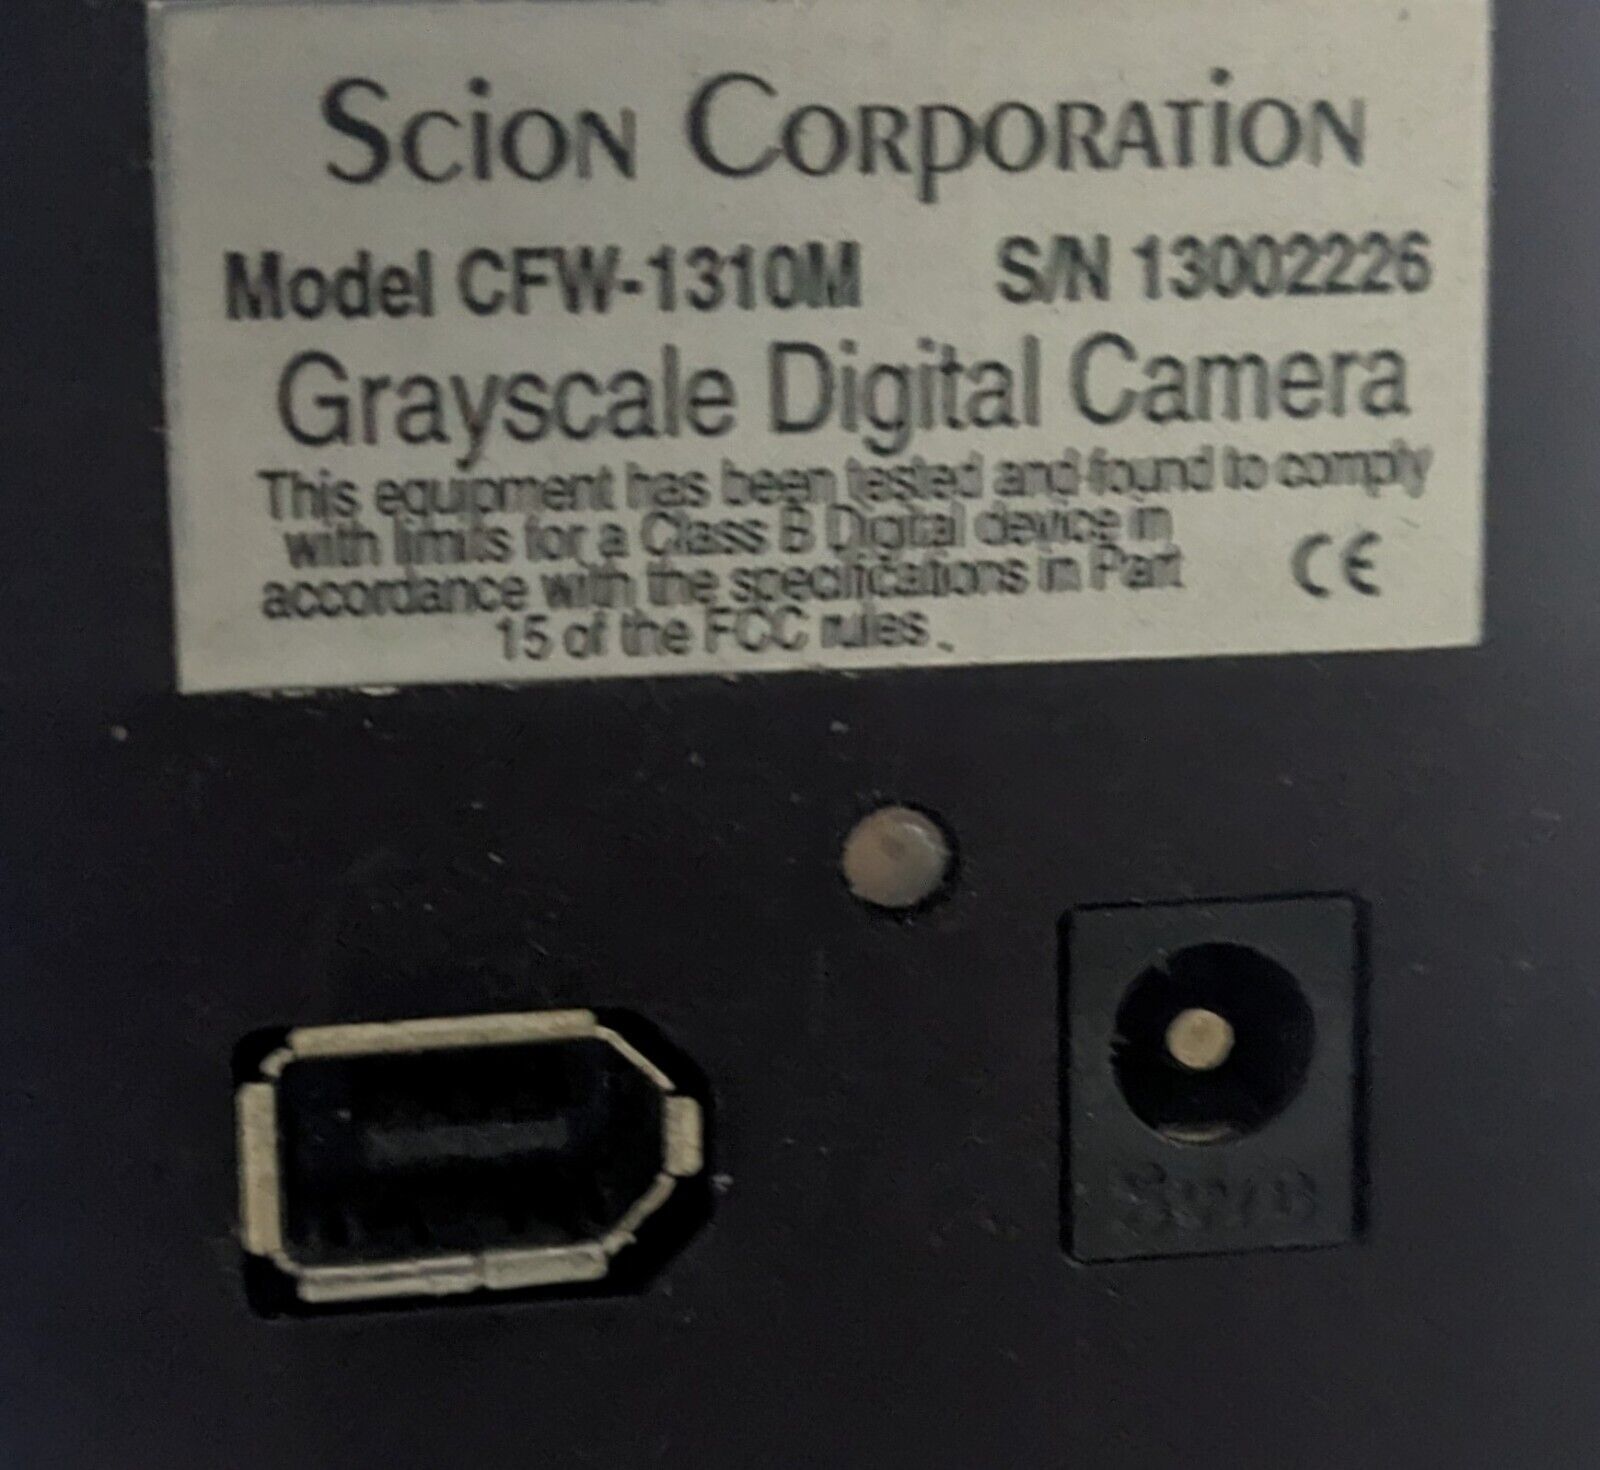 Scion Corporation
Model CFW-1310M S/N 13002226
Grayscale Digital Camera
This equipment has been tested and found to comply
with limits for a Class B Digital device in
accordance with the specifications in Part
15 of the FCC rules.
CE